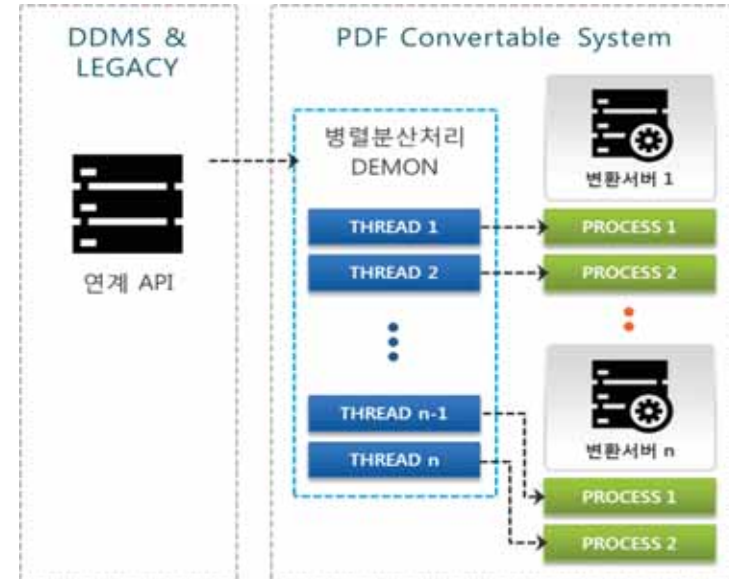 DDMS &
LEGACY
연계 API
PDF Convertable System
병렬분산처리
DEMON
THREAD 1
THREAD 2
THREAD n-1
THREAD n
변환서버 1
PROCESS 1
PROCESS 2
변환서버 n
PROCESS 1
PROCESS 2